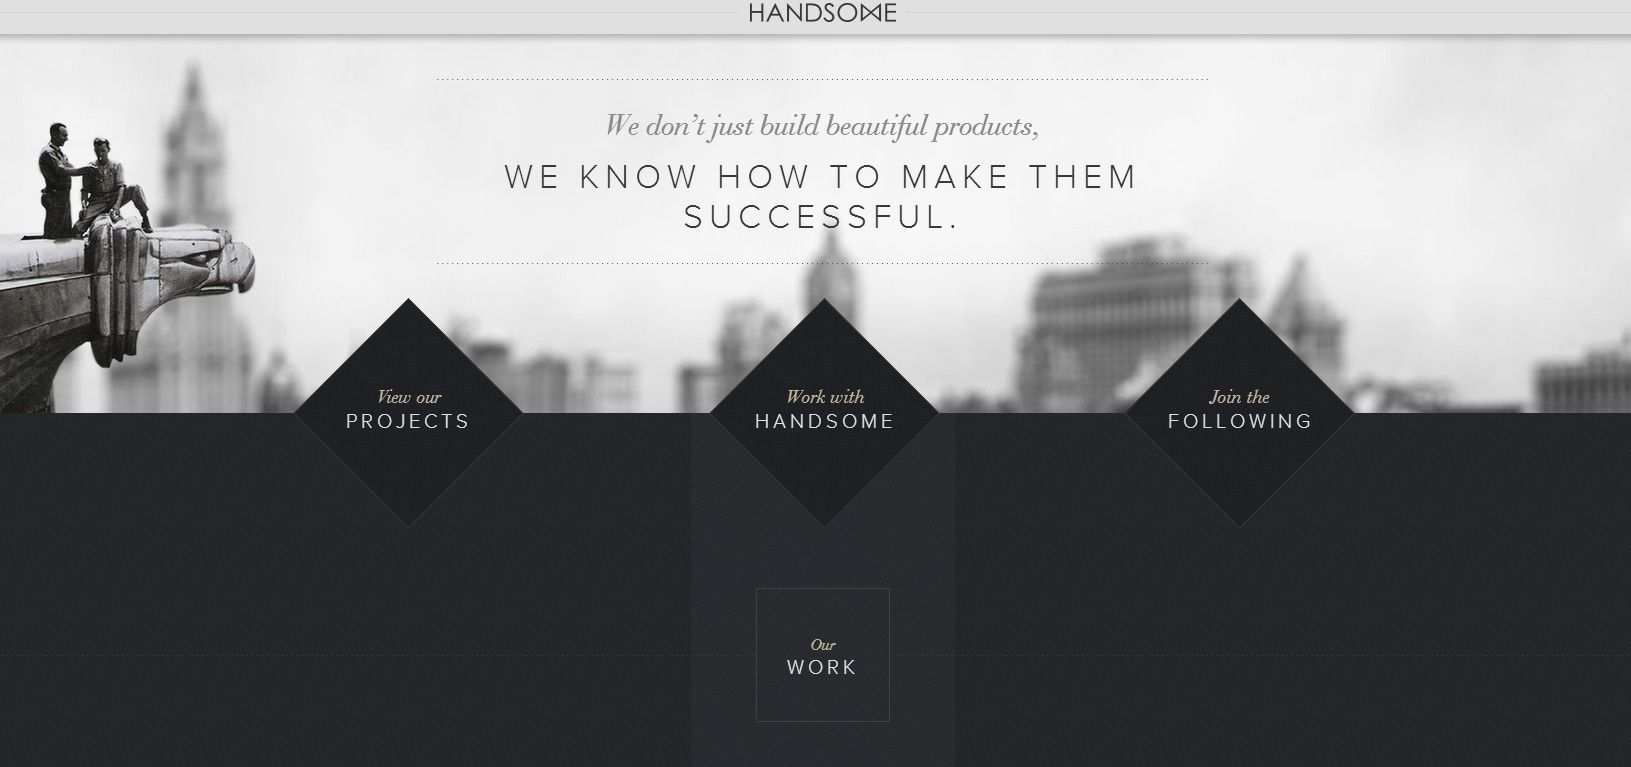 HANDSOME
We don’t just build beautiful products,
WE KNOW HOW TO MAKE THEM
SUCCESSFUL.
View our
PROJECTS
Work with
HANDSOME
Join the
FOLLOWING
Our
WORK